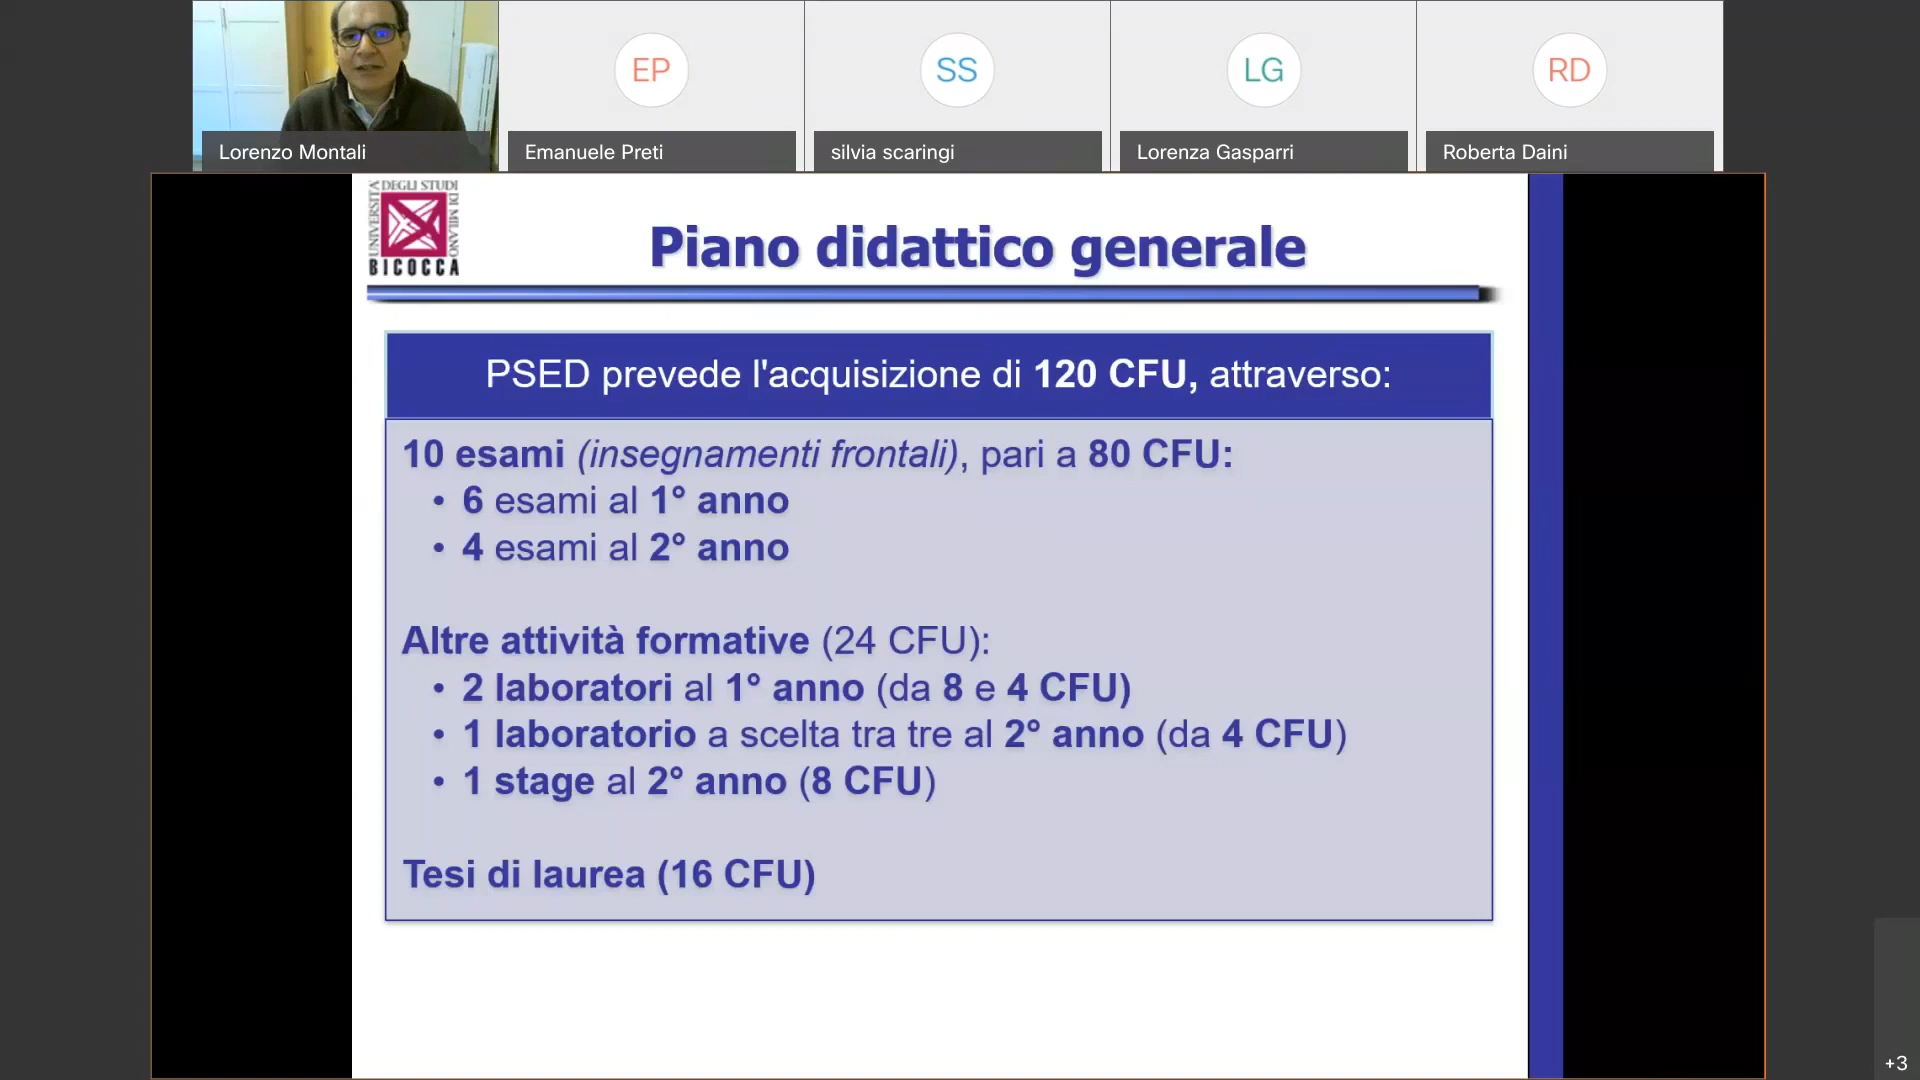 EP
SS
LG
RD
Lorenzo Montali
Emanuele Preti
silvia scaringi
Lorenza Gasparri
Roberta Daini
UNIVERSITÀ
DEGLI STUDI
DI MILANO
BICOCCA
Piano didattico generale
PSED prevede l'acquisizione di 120 CFU, attraverso:
10 esami (insegnamenti frontali), pari a 80 CFU:
• 6 esami al 1° anno
• 4 esami al 2° anno
Altre attività formative (24 CFU):
• 2 laboratori al 1° anno (da 8 e 4 CFU)
• 1 laboratorio a scelta tra tre al 2° anno (da 4 CFU)
• 1 stage al 2° anno (8 CFU)
Tesi di laurea (16 CFU)
+3